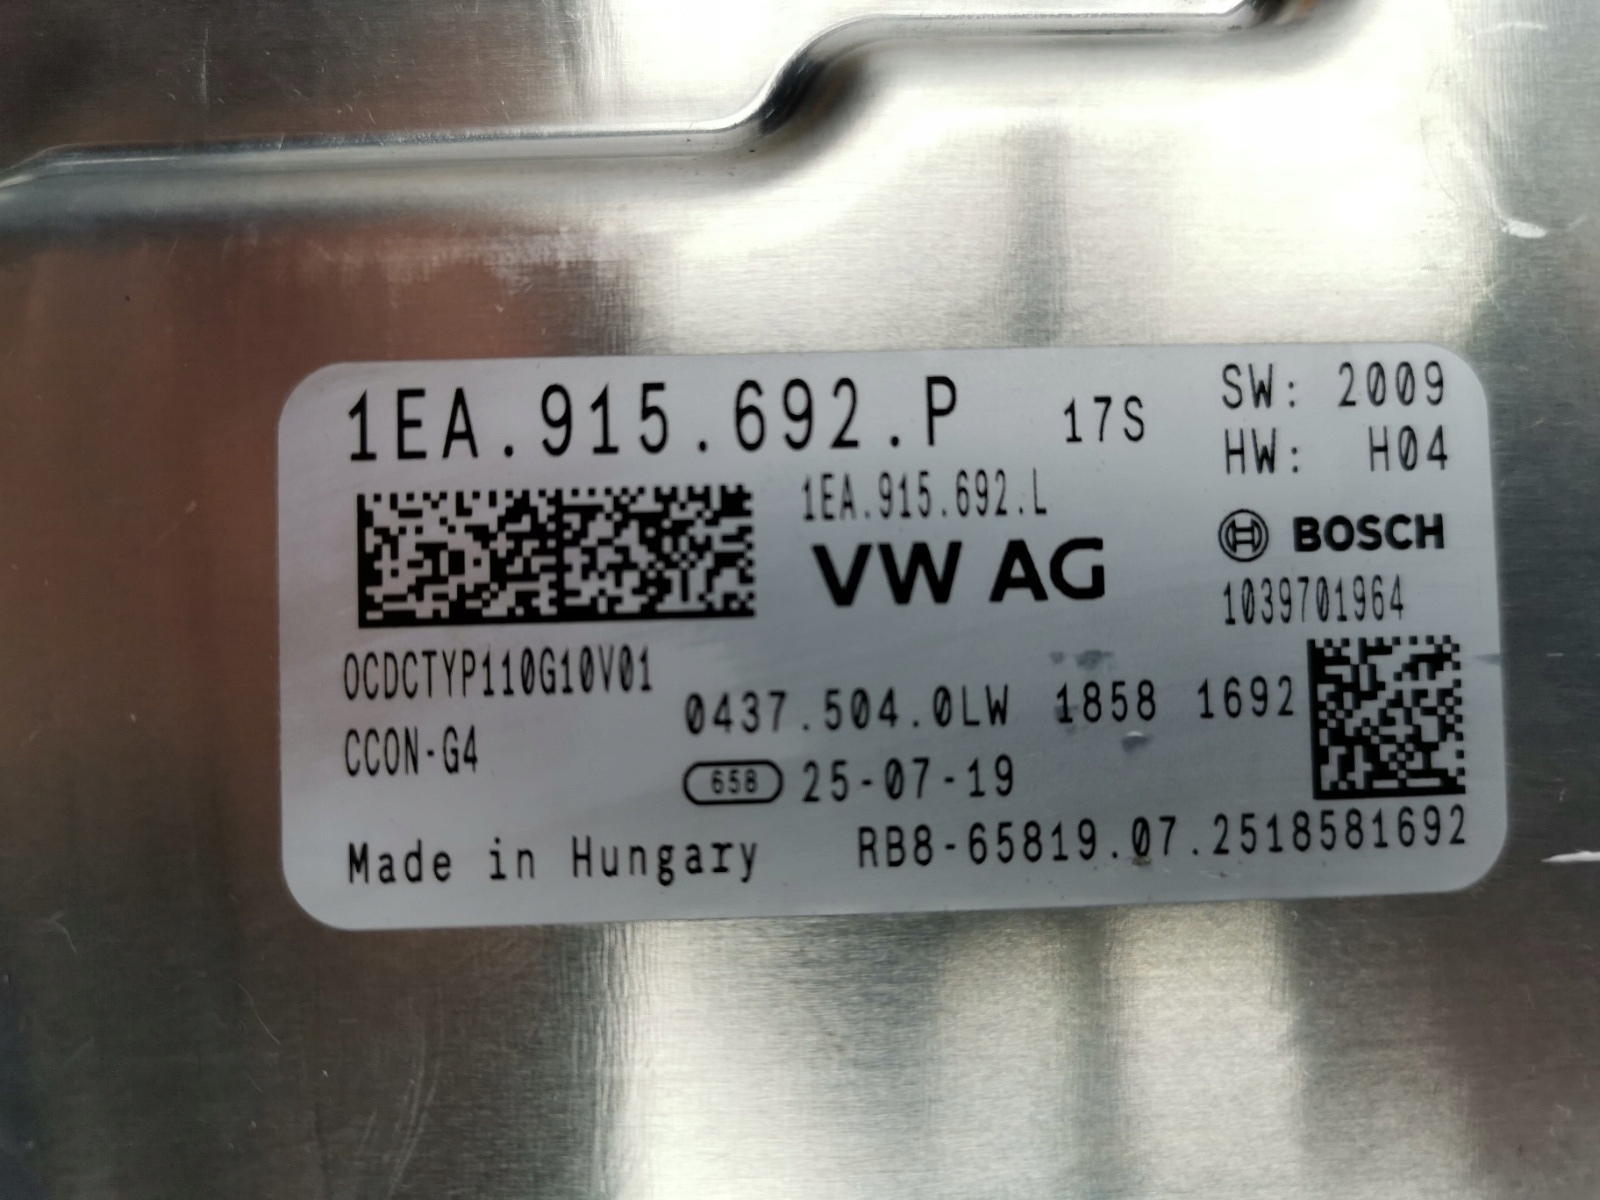 1EA.915.692.P 17S SW: 2009
HW: H04
1EA.915.692.L
VW AG
BOSCH
1039701964
0CDCTYP110G10V01
CCON-G4
0437.504.0LW 1858 1692
658 25-07-19
Made in Hungary RB8-65819.07.2518581692